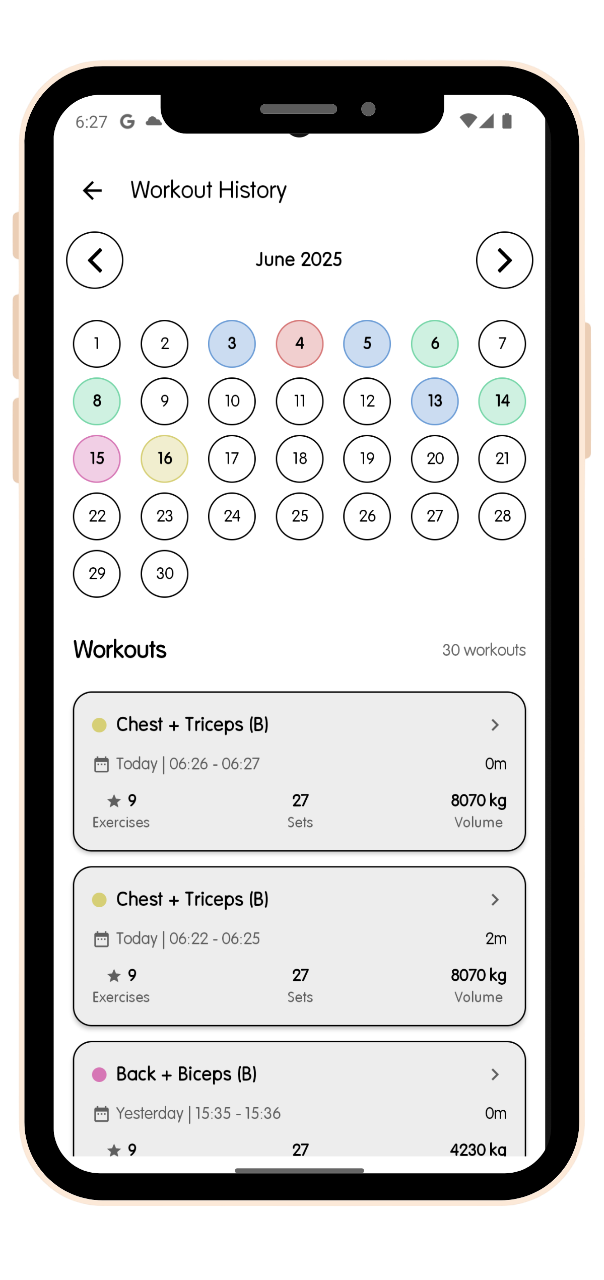 6:27 G
Workout History
June 2025
1 2 3 4 5 6 7
8 9 10 11 12 13 14
15 16 17 18 19 20 21
22 23 24 25 26 27 28
29 30
Workouts 30 workouts
Chest + Triceps (B)
Today | 06:26 - 06:27 0m
9 27 8070 kg
Exercises Sets Volume
Chest + Triceps (B)
Today | 06:22 - 06:25 2m
9 27 8070 kg
Exercises Sets Volume
Back + Biceps (B)
Yesterday | 15:35 - 15:36 0m
9 27 4230 kg